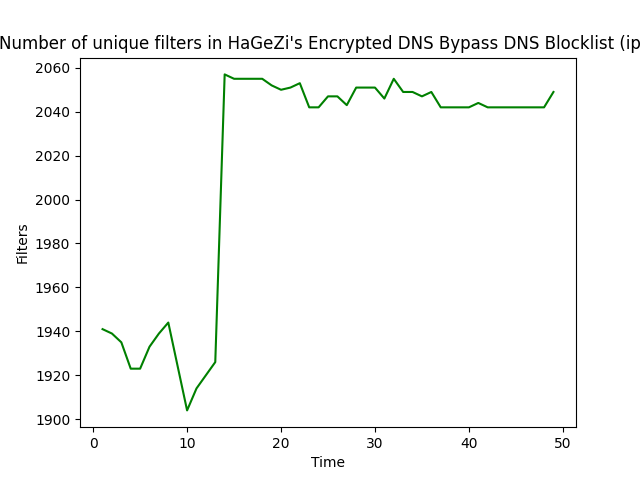 Number of unique filters in HaGeZi's Encrypted DNS Bypass DNS Blocklist (ip
2060
2040
2020
2000
1980
1960
1940
1920
1900
Filters
0 10 20 30 40 50
Time